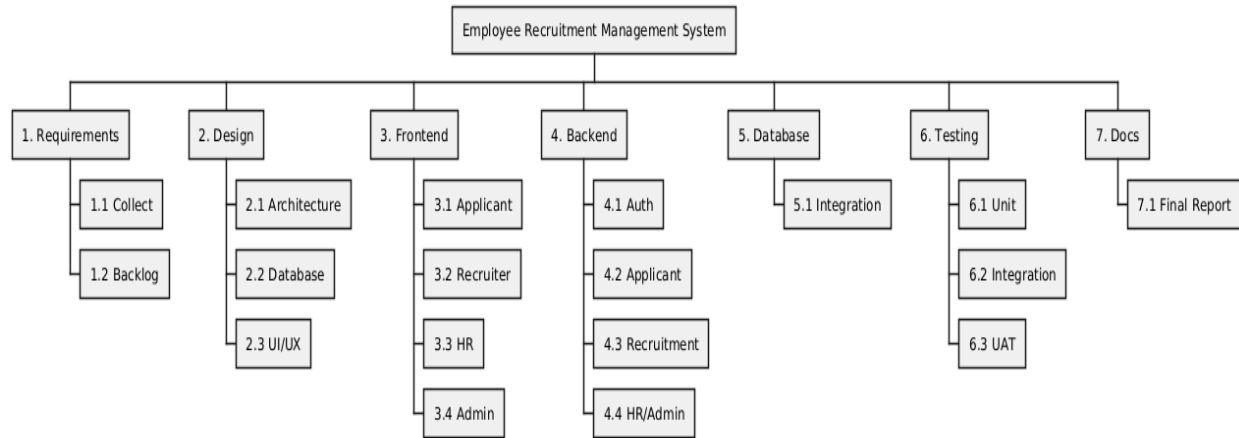 Employee Recruitment Management System
1. Requirements
1.1 Collect
1.2 Backlog
2. Design
2.1 Architecture
2.2 Database
2.3 UI/UX
3. Frontend
3.1 Applicant
3.2 Recruiter
3.3 HR
3.4 Admin
4. Backend
4.1 Auth
4.2 Applicant
4.3 Recruitment
4.4 HR/Admin
5. Database
5.1 Integration
6. Testing
6.1 Unit
6.2 Integration
6.3 UAT
7. Docs
7.1 Final Report